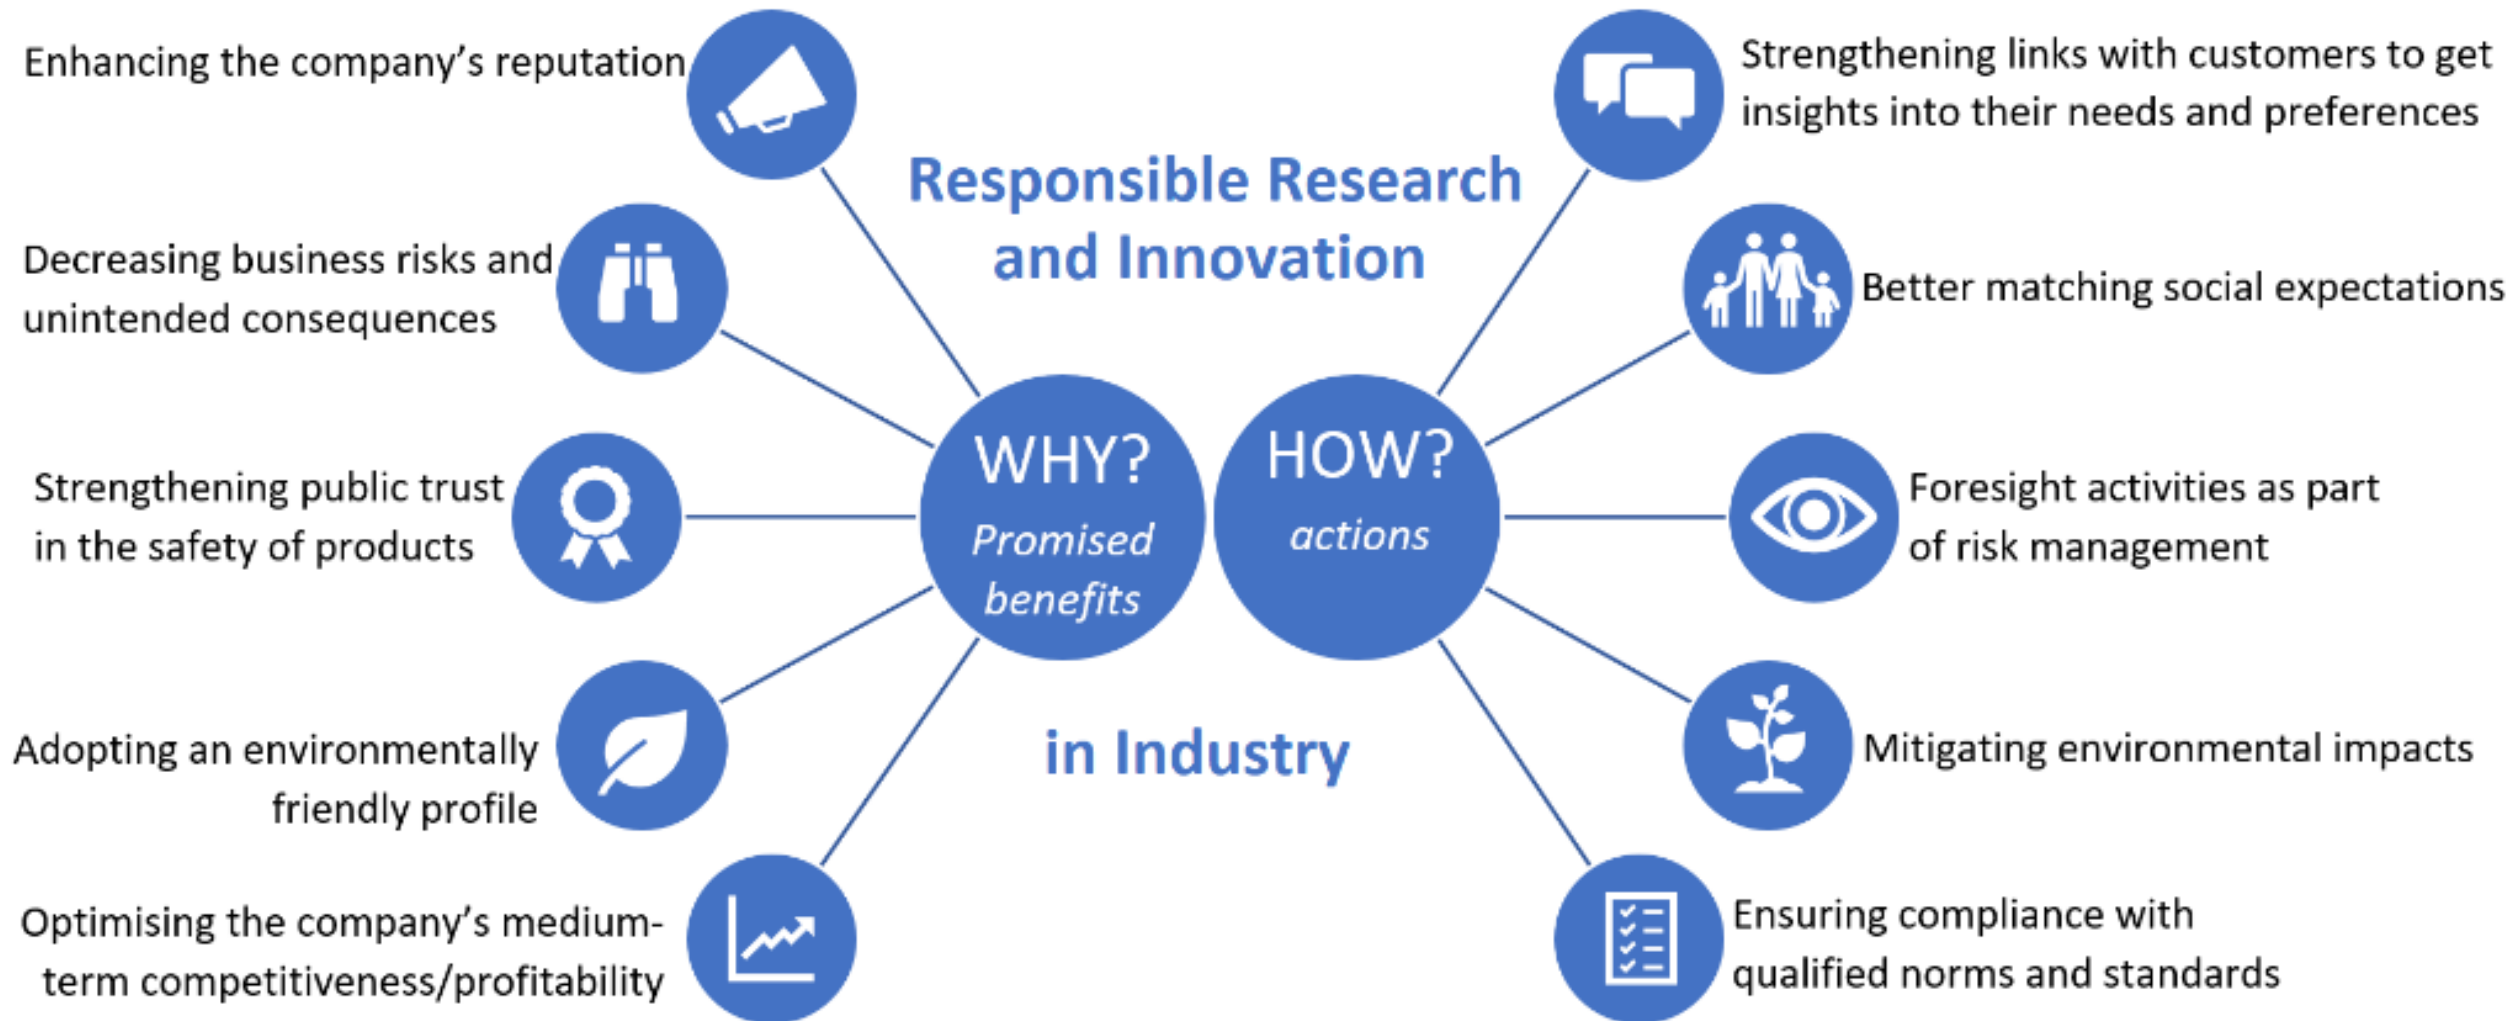 Responsible Research
and Innovation
in Industry
WHY?
Promised
benefits
Enhancing the company’s reputation
Decreasing business risks and
unintended consequences
Strengthening public trust
in the safety of products
Adopting an environmentally
friendly profile
Optimising the company’s medium-
term competitiveness/profitability
HOW?
actions
Strengthening links with customers to get
insights into their needs and preferences
Better matching social expectations
Foresight activities as part
of risk management
Mitigating environmental impacts
Ensuring compliance with
qualified norms and standards